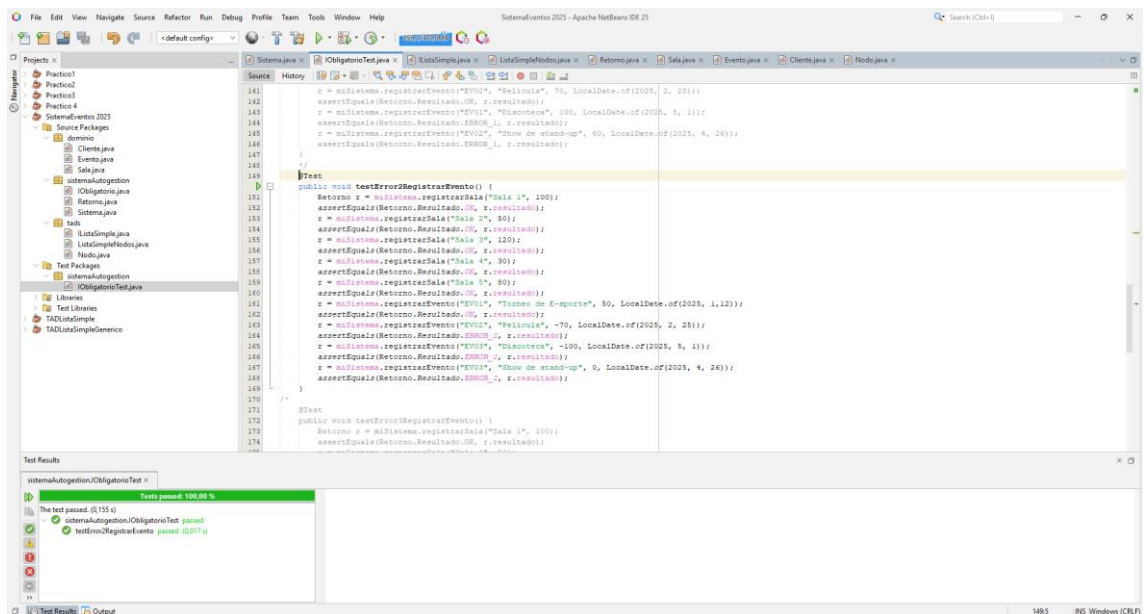 File Edit View Navigate Source Refactor Run Debug Profile Team Tools Window Help
SistemaEventos 2025 - Apache NetBeans IDE 25
Search (Ctrl+I)
<default config>
Projects
Sistema.java
IObligatorioTest.java
IListaSimple.java
ListaSimpleNodos.java
Retorno.java
Sala.java
Evento.java
Cliente.java
Nodo.java
Navigator
Practico1
Practico2
Practico3
Practico 4
SistemaEventos 2025
Source Packages
dominio
Cliente.java
Evento.java
Sala.java
sistemaAutogestion
IObligatorio.java
Retorno.java
Sistema.java
tads
IListaSimple.java
ListaSimpleNodos.java
Nodo.java
Test Packages
sistemaAutogestion
IObligatorioTest.java
Libraries
Test Libraries
TADListaSimple
TADListaSimpleGenerico
Source History
141 r = miSistema.registrarEvento("EV02", "Pelicula", 70, LocalDate.of(2025, 2, 25));
142 assertEquals(Retorno.Resultado.OK, r.resultado);
143 r = miSistema.registrarEvento("EV01", "Discoteca", 100, LocalDate.of(2025, 5, 1));
144 assertEquals(Retorno.Resultado.ERROR_1, r.resultado);
145 r = miSistema.registrarEvento("EV02", "Show de stand-up", 60, LocalDate.of(2025, 4, 26));
146 assertEquals(Retorno.Resultado.ERROR_1, r.resultado);
147 }
148 */
149 @Test
public void testError2RegistrarEvento() {
151 Retorno r = miSistema.registrarSala("Sala 1", 100);
152 assertEquals(Retorno.Resultado.OK, r.resultado);
153 r = miSistema.registrarSala("Sala 2", 50);
154 assertEquals(Retorno.Resultado.OK, r.resultado);
155 r = miSistema.registrarSala("Sala 3", 120);
156 assertEquals(Retorno.Resultado.OK, r.resultado);
157 r = miSistema.registrarSala("Sala 4", 30);
158 assertEquals(Retorno.Resultado.OK, r.resultado);
159 r = miSistema.registrarSala("Sala 5", 80);
160 assertEquals(Retorno.Resultado.OK, r.resultado);
161 r = miSistema.registrarEvento("EV01", "Torneo de E-sports", 50, LocalDate.of(2025, 1,12));
162 assertEquals(Retorno.Resultado.OK, r.resultado);
163 r = miSistema.registrarEvento("EV02", "Pelicula", -70, LocalDate.of(2025, 2, 25));
164 assertEquals(Retorno.Resultado.ERROR_2, r.resultado);
165 r = miSistema.registrarEvento("EV03", "Discoteca", -100, LocalDate.of(2025, 5, 1));
166 assertEquals(Retorno.Resultado.ERROR_2, r.resultado);
167 r = miSistema.registrarEvento("EV03", "Show de stand-up", 0, LocalDate.of(2025, 4, 26));
168 assertEquals(Retorno.Resultado.ERROR_2, r.resultado);
169 }
170 /*
171 @Test
172 public void testError3RegistrarEvento() {
173 Retorno r = miSistema.registrarSala("Sala 1", 100);
174 assertEquals(Retorno.Resultado.OK, r.resultado);
Test Results
sistemaAutogestion.IObligatorioTest
Tests passed: 100,00 %
The test passed. (0,155 s)
sistemaAutogestion.IObligatorioTest passed
testError2RegistrarEvento passed (0,017 s)
Test Results Output
149:5 INS Windows (CRLF)